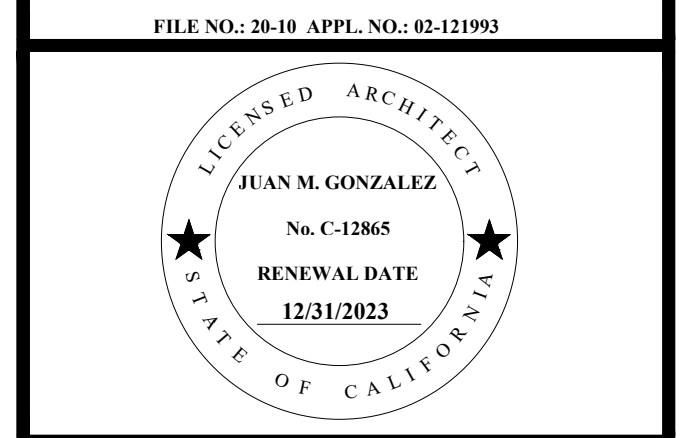 FILE NO.: 20-10 APPL. NO.: 02-121993
LICENSED ARCHITECT
JUAN M. GONZALEZ
No. C-12865
RENEWAL DATE
12/31/2023
STATE OF CALIFORNIA